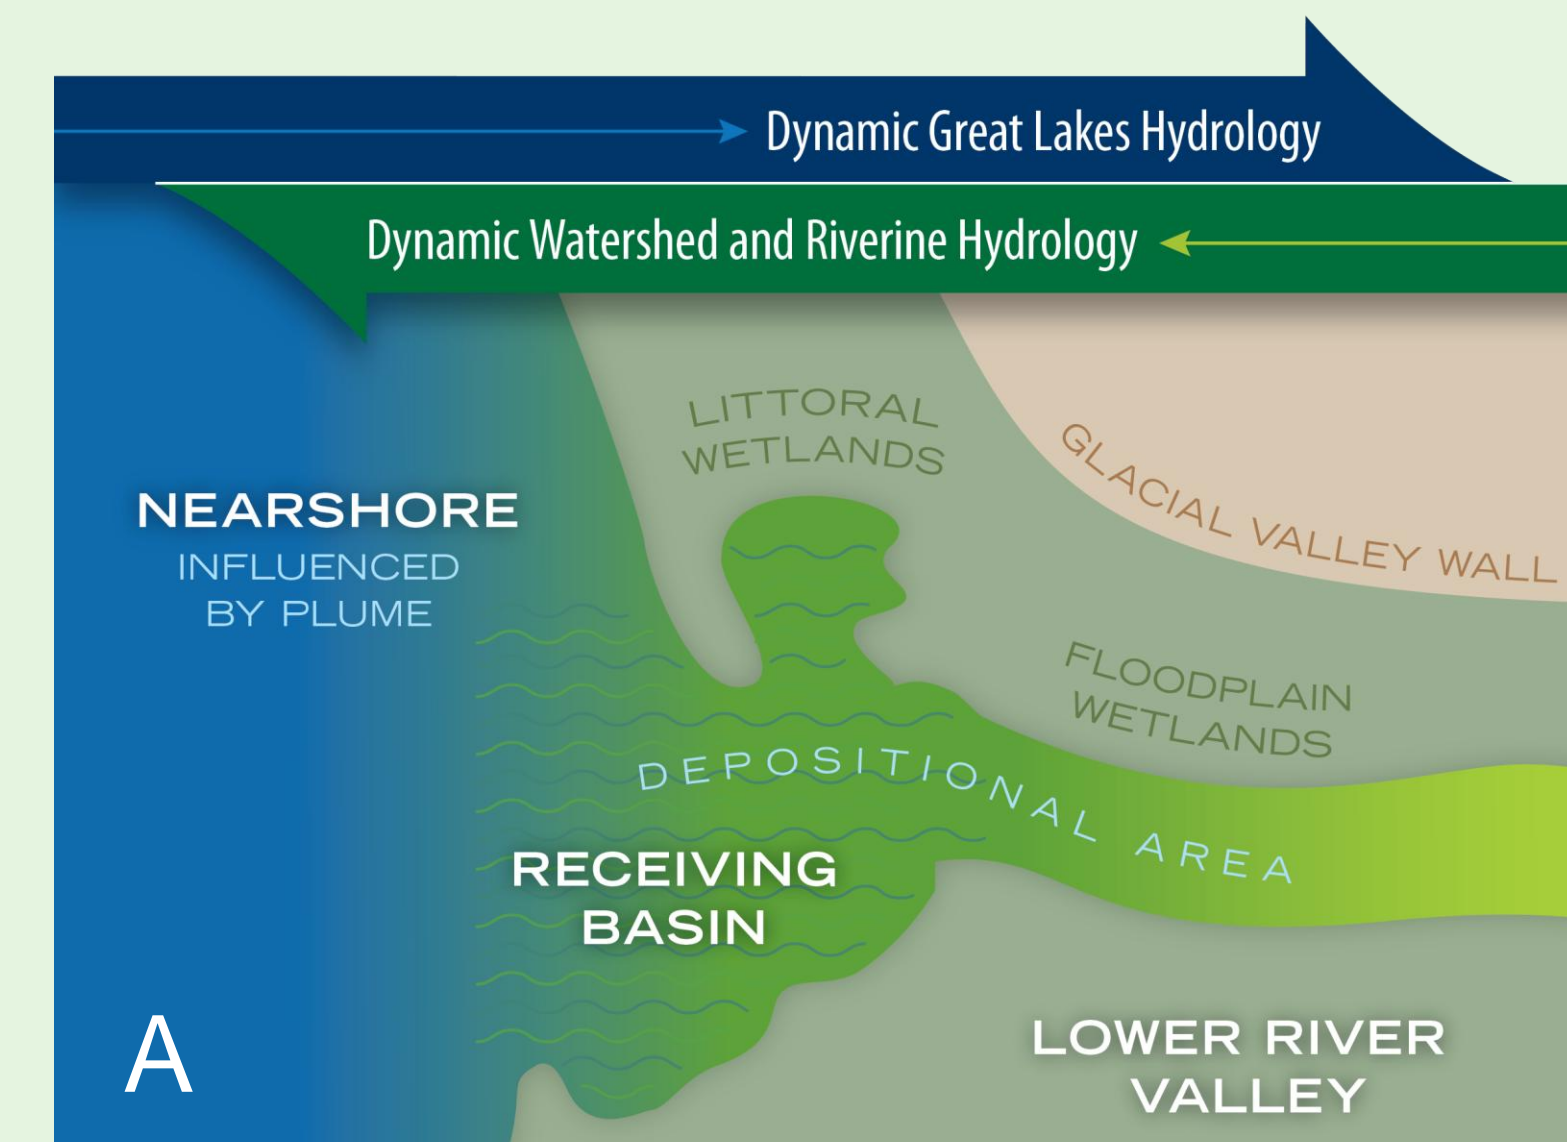 Dynamic Great Lakes Hydrology
Dynamic Watershed and Riverine Hydrology
LITTORAL
WETLANDS
GLACIAL VALLEY WALL
NEARSHORE
INFLUENCED
BY PLUME
FLOODPLAIN
WETLANDS
DEPOSITIONAL AREA
RECEIVING
BASIN
A
LOWER RIVER
VALLEY